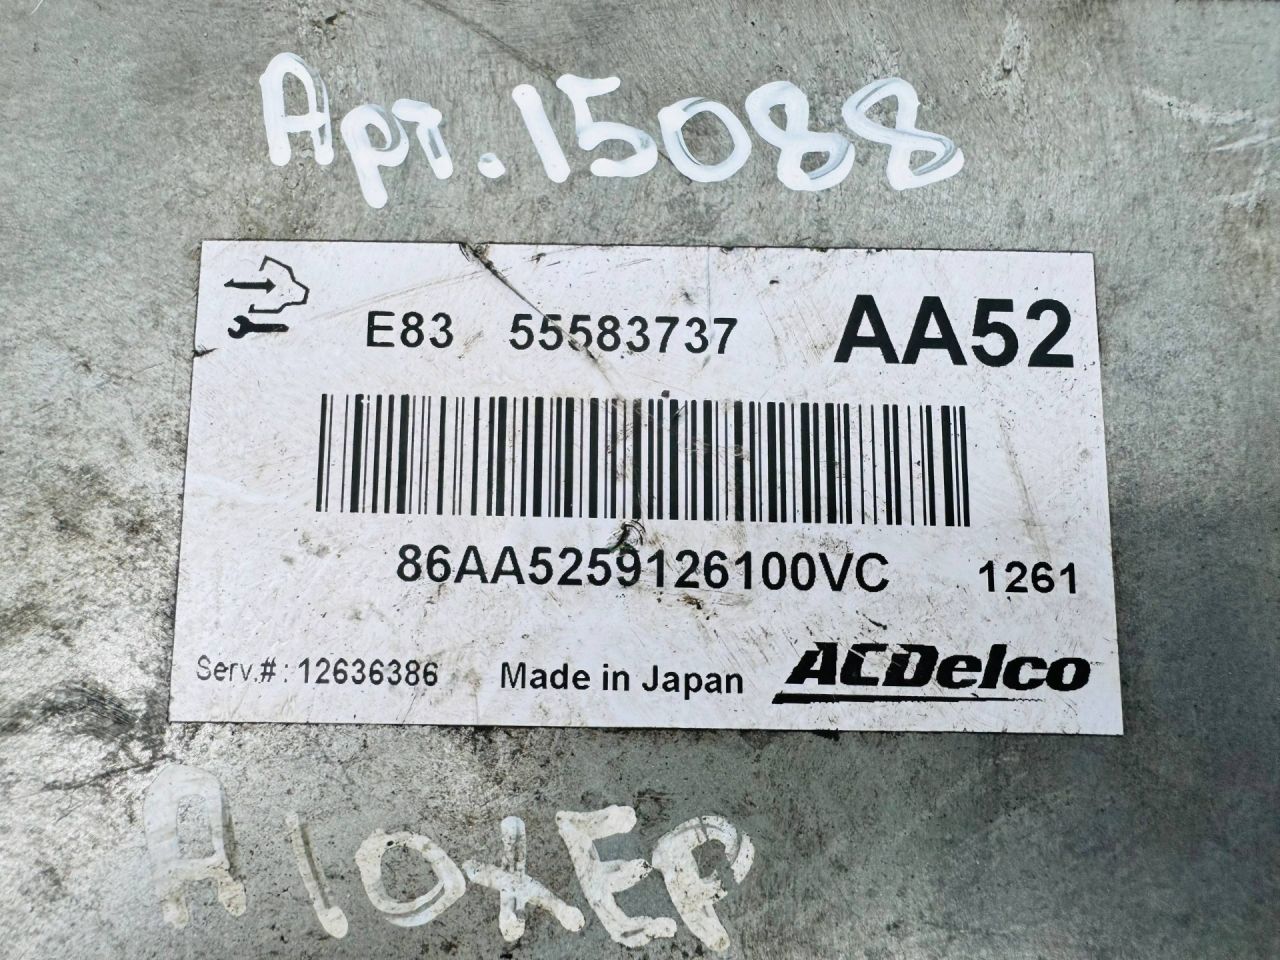 Арт.15088
E83 55583737 AA52
86AA5259126100VC 1261
Serv.#: 12636386 Made in Japan ACDelco
A10XEP